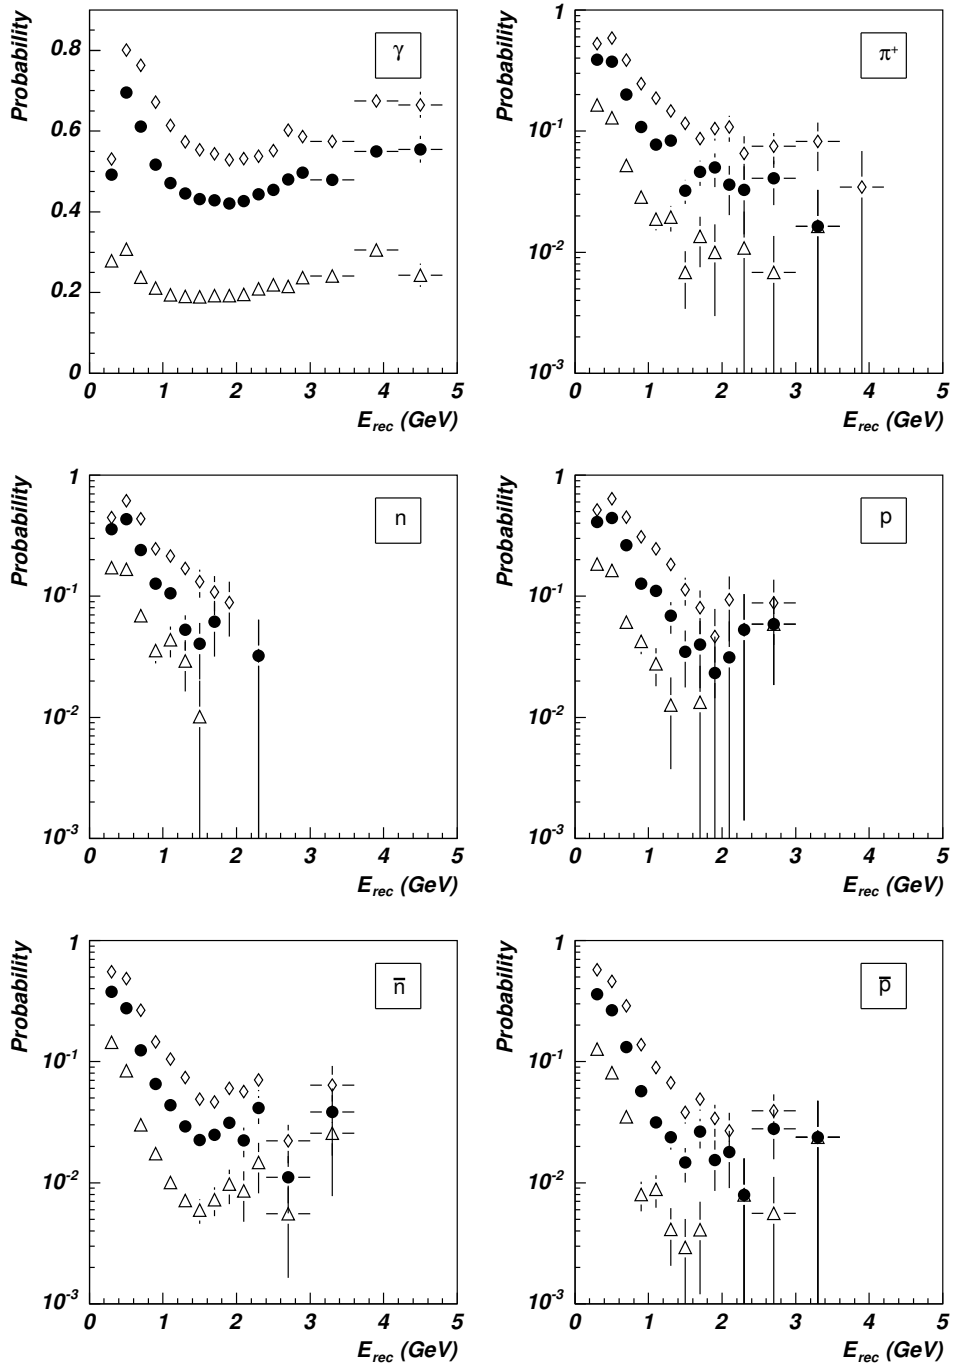 Probability
γ
0.8
0.6
0.4
0.2
0
0 1 2 3 4 5
E_rec (GeV)
Probability
π⁺
1
10⁻¹
10⁻²
10⁻³
0 1 2 3 4 5
E_rec (GeV)
Probability
n
1
10⁻¹
10⁻²
10⁻³
0 1 2 3 4 5
E_rec (GeV)
Probability
p
1
10⁻¹
10⁻²
10⁻³
0 1 2 3 4 5
E_rec (GeV)
Probability
n̅
1
10⁻¹
10⁻²
10⁻³
0 1 2 3 4 5
E_rec (GeV)
Probability
p̅
1
10⁻¹
10⁻²
10⁻³
0 1 2 3 4 5
E_rec (GeV)